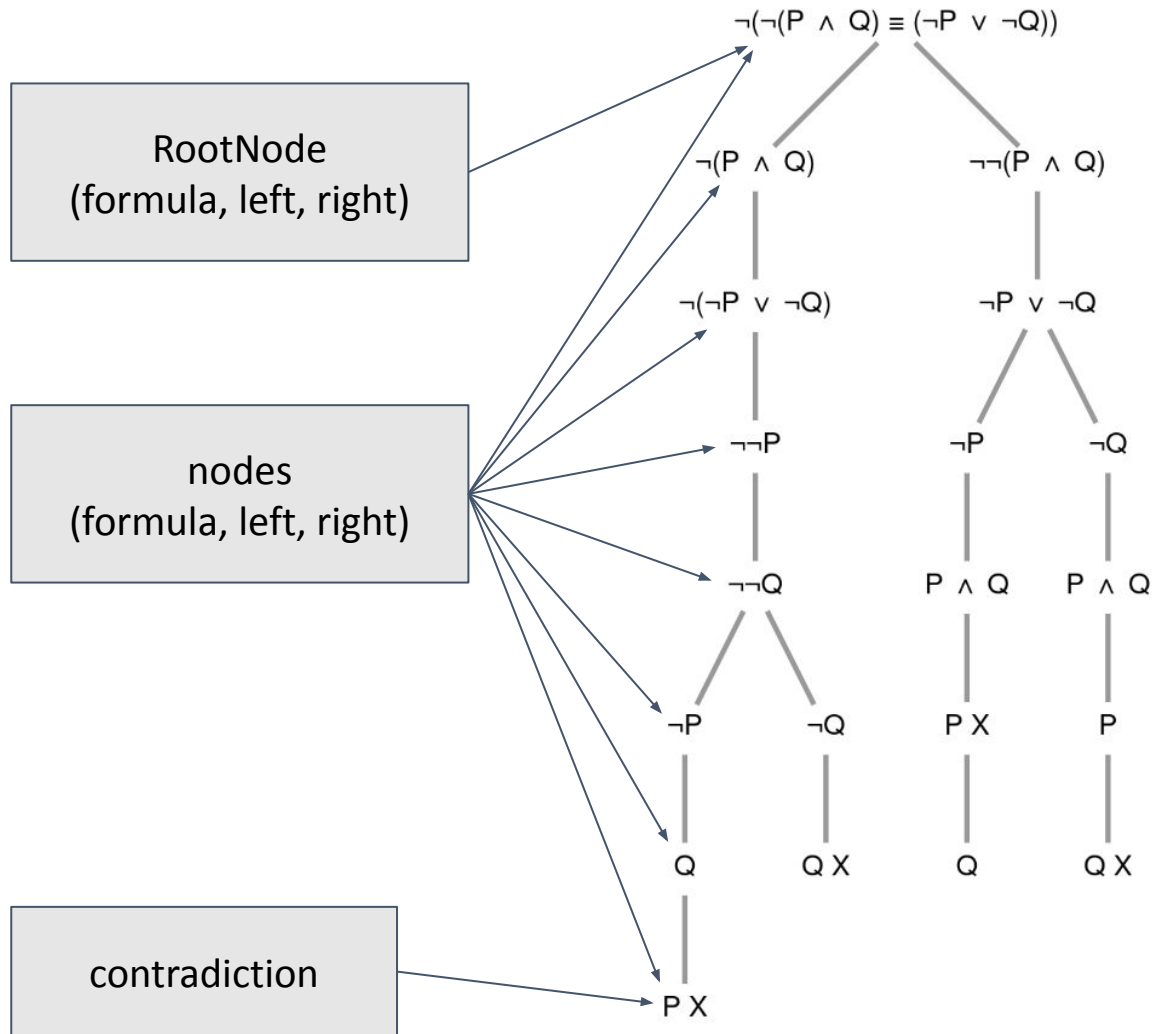 ¬(¬(P ∧ Q) ≡ (¬P ∨ ¬Q))
RootNode
(formula, left, right)
¬(P ∧ Q) ¬¬(P ∧ Q)
¬(¬P ∨ ¬Q) ¬P ∨ ¬Q
nodes
(formula, left, right)
¬¬P ¬P ¬Q
¬¬Q P ∧ Q P ∧ Q
¬P ¬Q P X P
Q Q X Q Q X
contradiction
P X